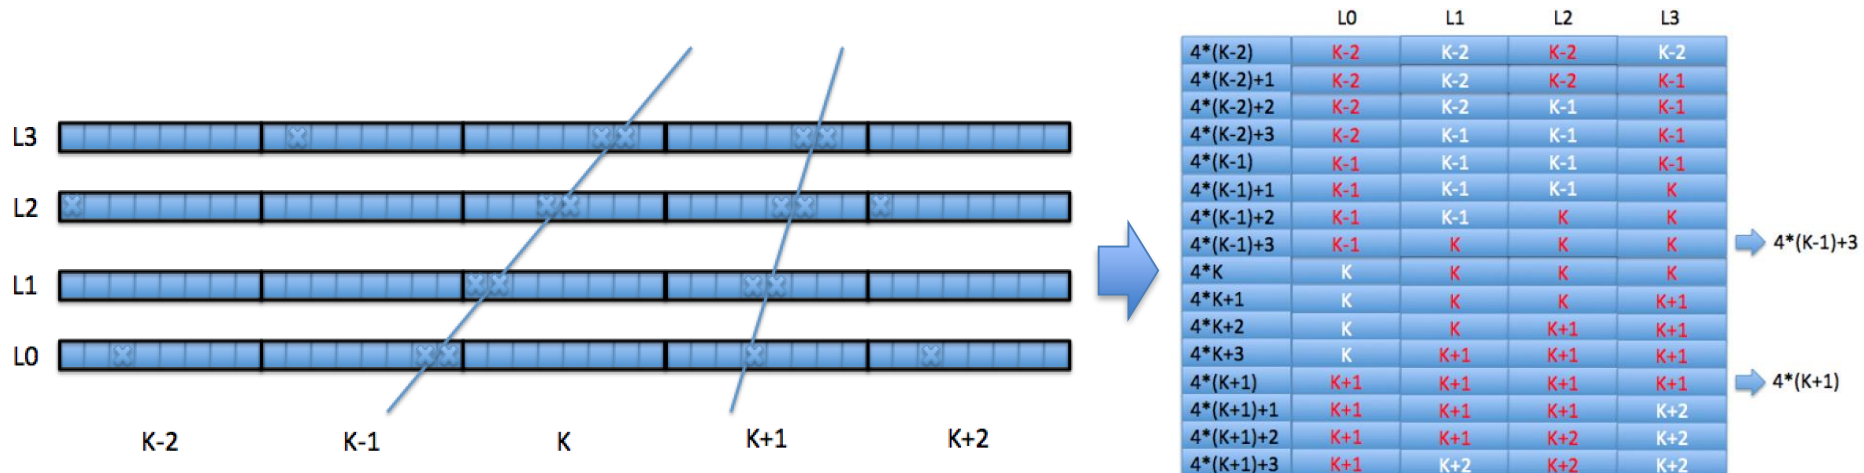 L3
L2
L1
L0
K-2 K-1 K K+1 K+2
L0 L1 L2 L3
4*(K-2) K-2 K-2 K-2 K-2
4*(K-2)+1 K-2 K-2 K-2 K-1
4*(K-2)+2 K-2 K-2 K-1 K-1
4*(K-2)+3 K-2 K-1 K-1 K-1
4*(K-1) K-1 K-1 K-1 K-1
4*(K-1)+1 K-1 K-1 K-1 K
4*(K-1)+2 K-1 K-1 K K
4*(K-1)+3 K-1 K K K 4*(K-1)+3
4*K K K K K
4*K+1 K K K K+1
4*K+2 K K K+1 K+1
4*K+3 K K+1 K+1 K+1
4*(K+1) K+1 K+1 K+1 K+1 4*(K+1)
4*(K+1)+1 K+1 K+1 K+1 K+2
4*(K+1)+2 K+1 K+1 K+2 K+2
4*(K+1)+3 K+1 K+2 K+2 K+2